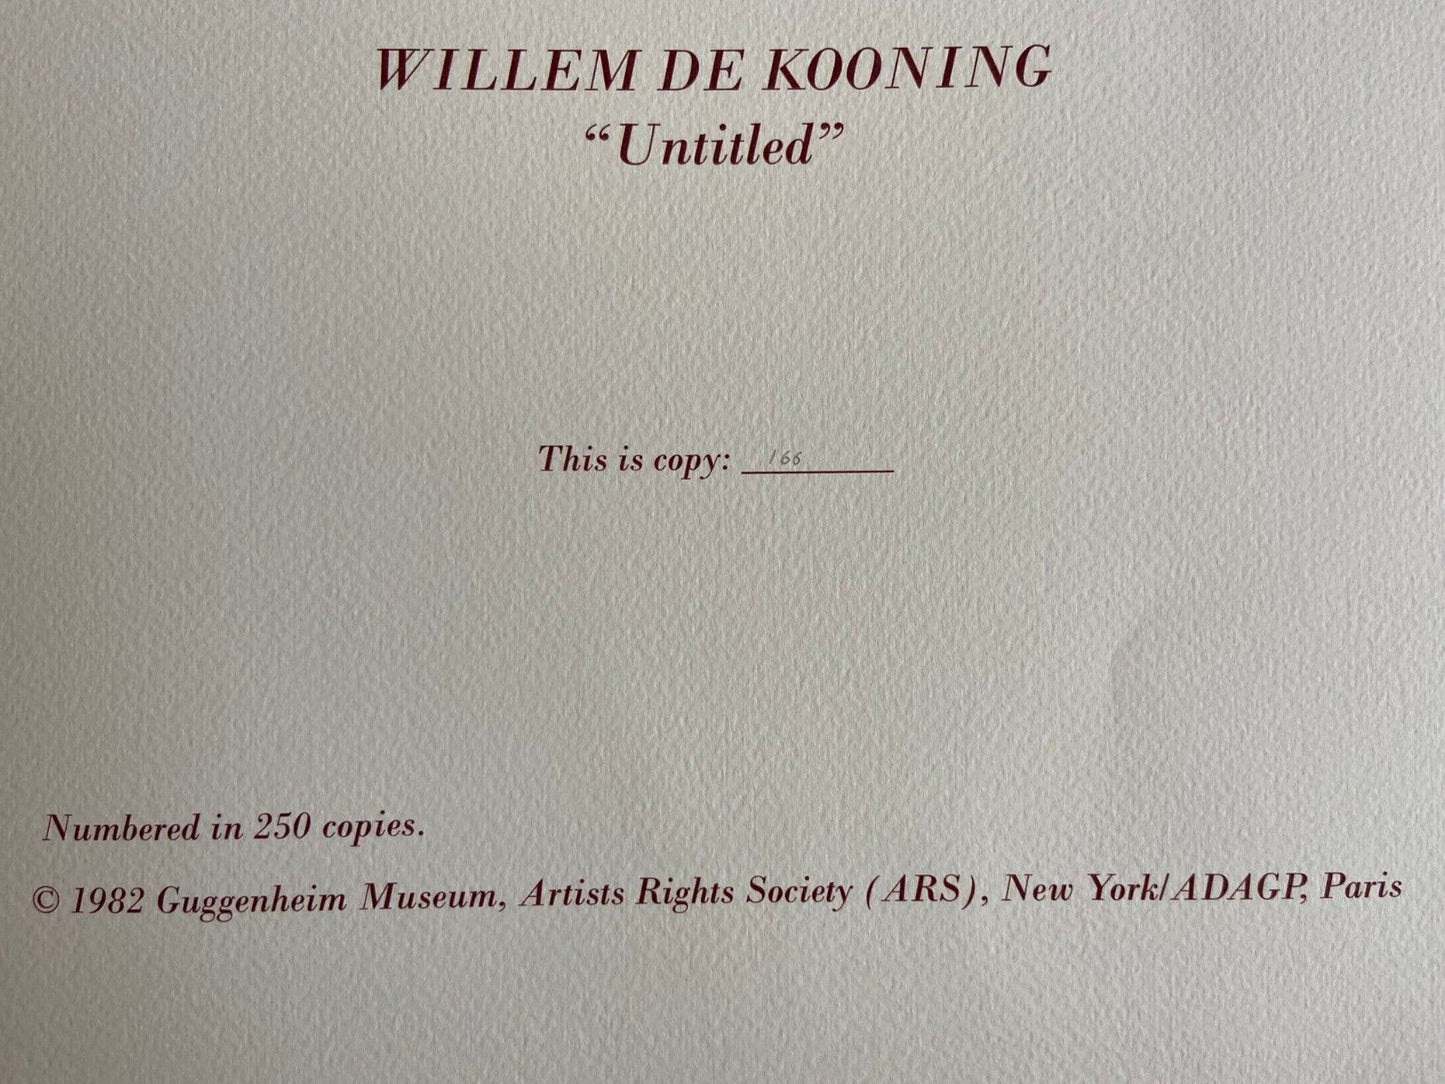 WILLEM DE KOONING
“Untitled”
This is copy: 166
Numbered in 250 copies.
© 1982 Guggenheim Museum, Artists Rights Society (ARS), New York/ADAGP, Paris